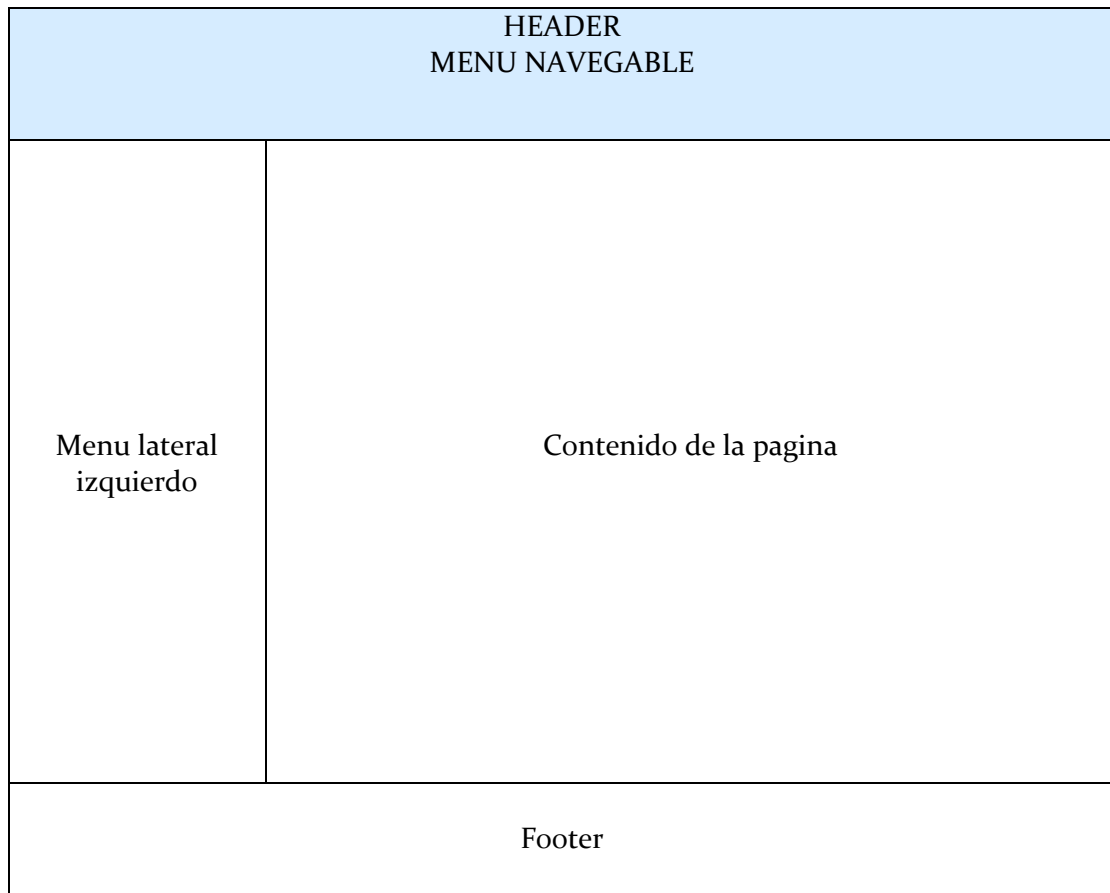 HEADER
MENU NAVEGABLE
Menu lateral
izquierdo
Contenido de la pagina
Footer